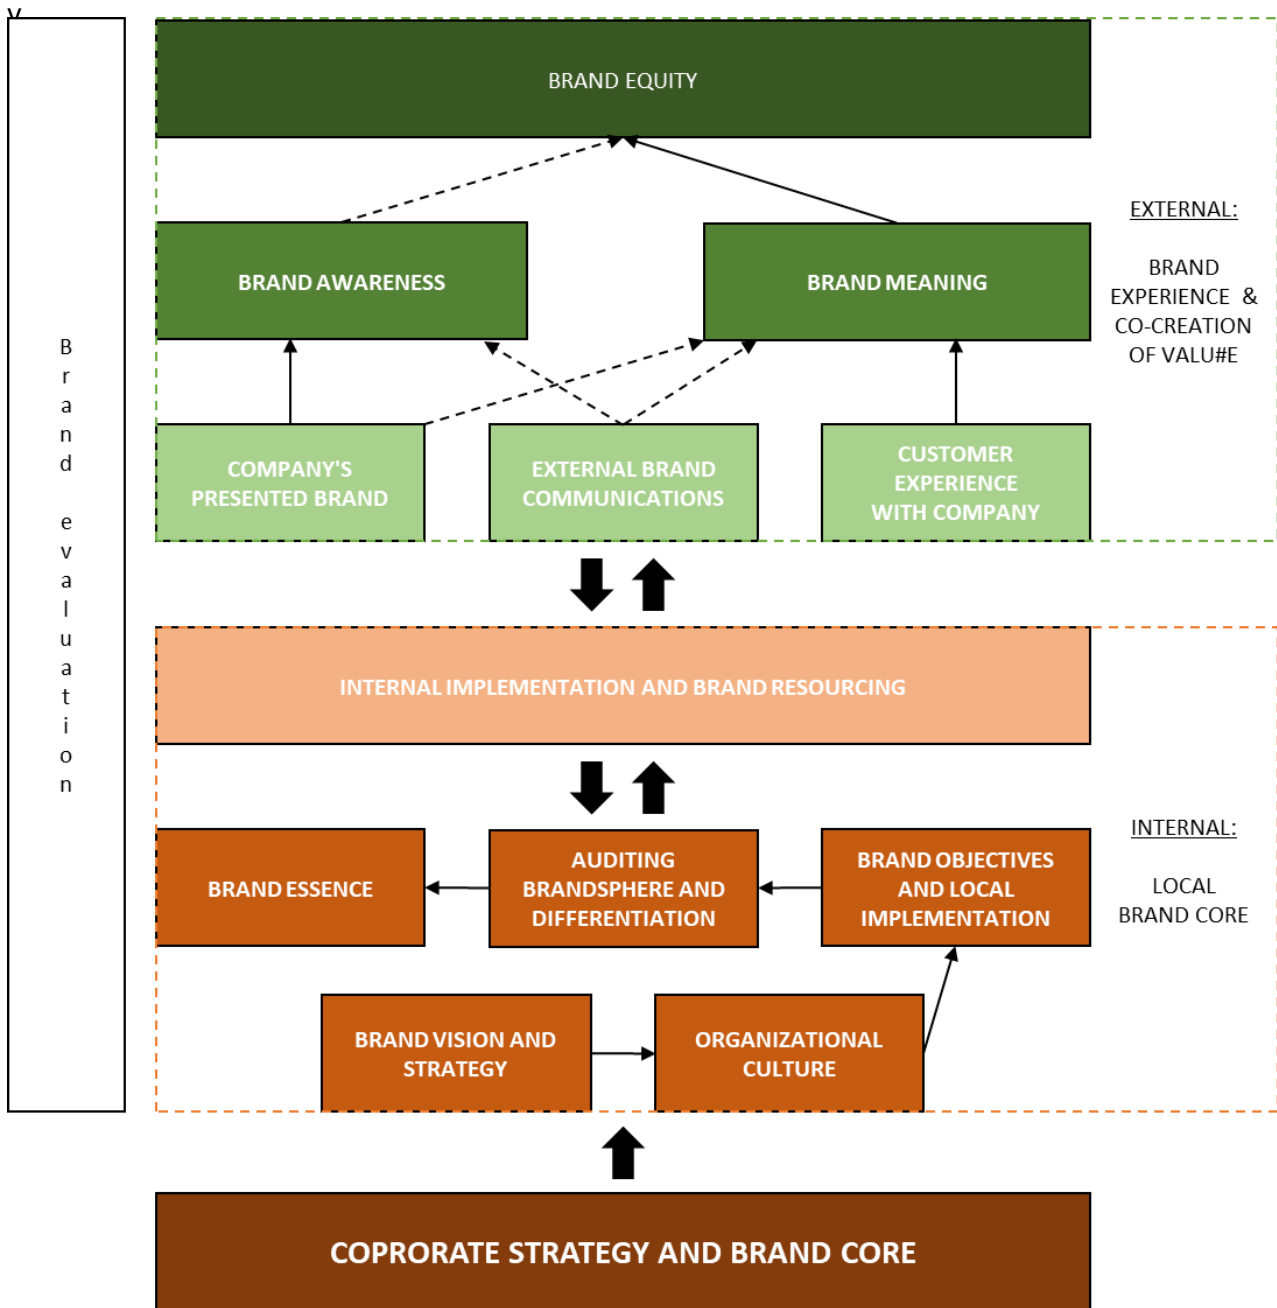 v
BRAND EQUITY
EXTERNAL:
BRAND AWARENESS
BRAND MEANING
BRAND
EXPERIENCE &
CO-CREATION
OF VALU#E
Brand evaluation
COMPANY'S
PRESENTED BRAND
EXTERNAL BRAND
COMMUNICATIONS
CUSTOMER
EXPERIENCE
WITH COMPANY
INTERNAL IMPLEMENTATION AND BRAND RESOURCING
INTERNAL:
LOCAL
BRAND CORE
BRAND ESSENCE
AUDITING
BRANDSPHERE AND
DIFFERENTIATION
BRAND OBJECTIVES
AND LOCAL
IMPLEMENTATION
BRAND VISION AND
STRATEGY
ORGANIZATIONAL
CULTURE
COPRORATE STRATEGY AND BRAND CORE